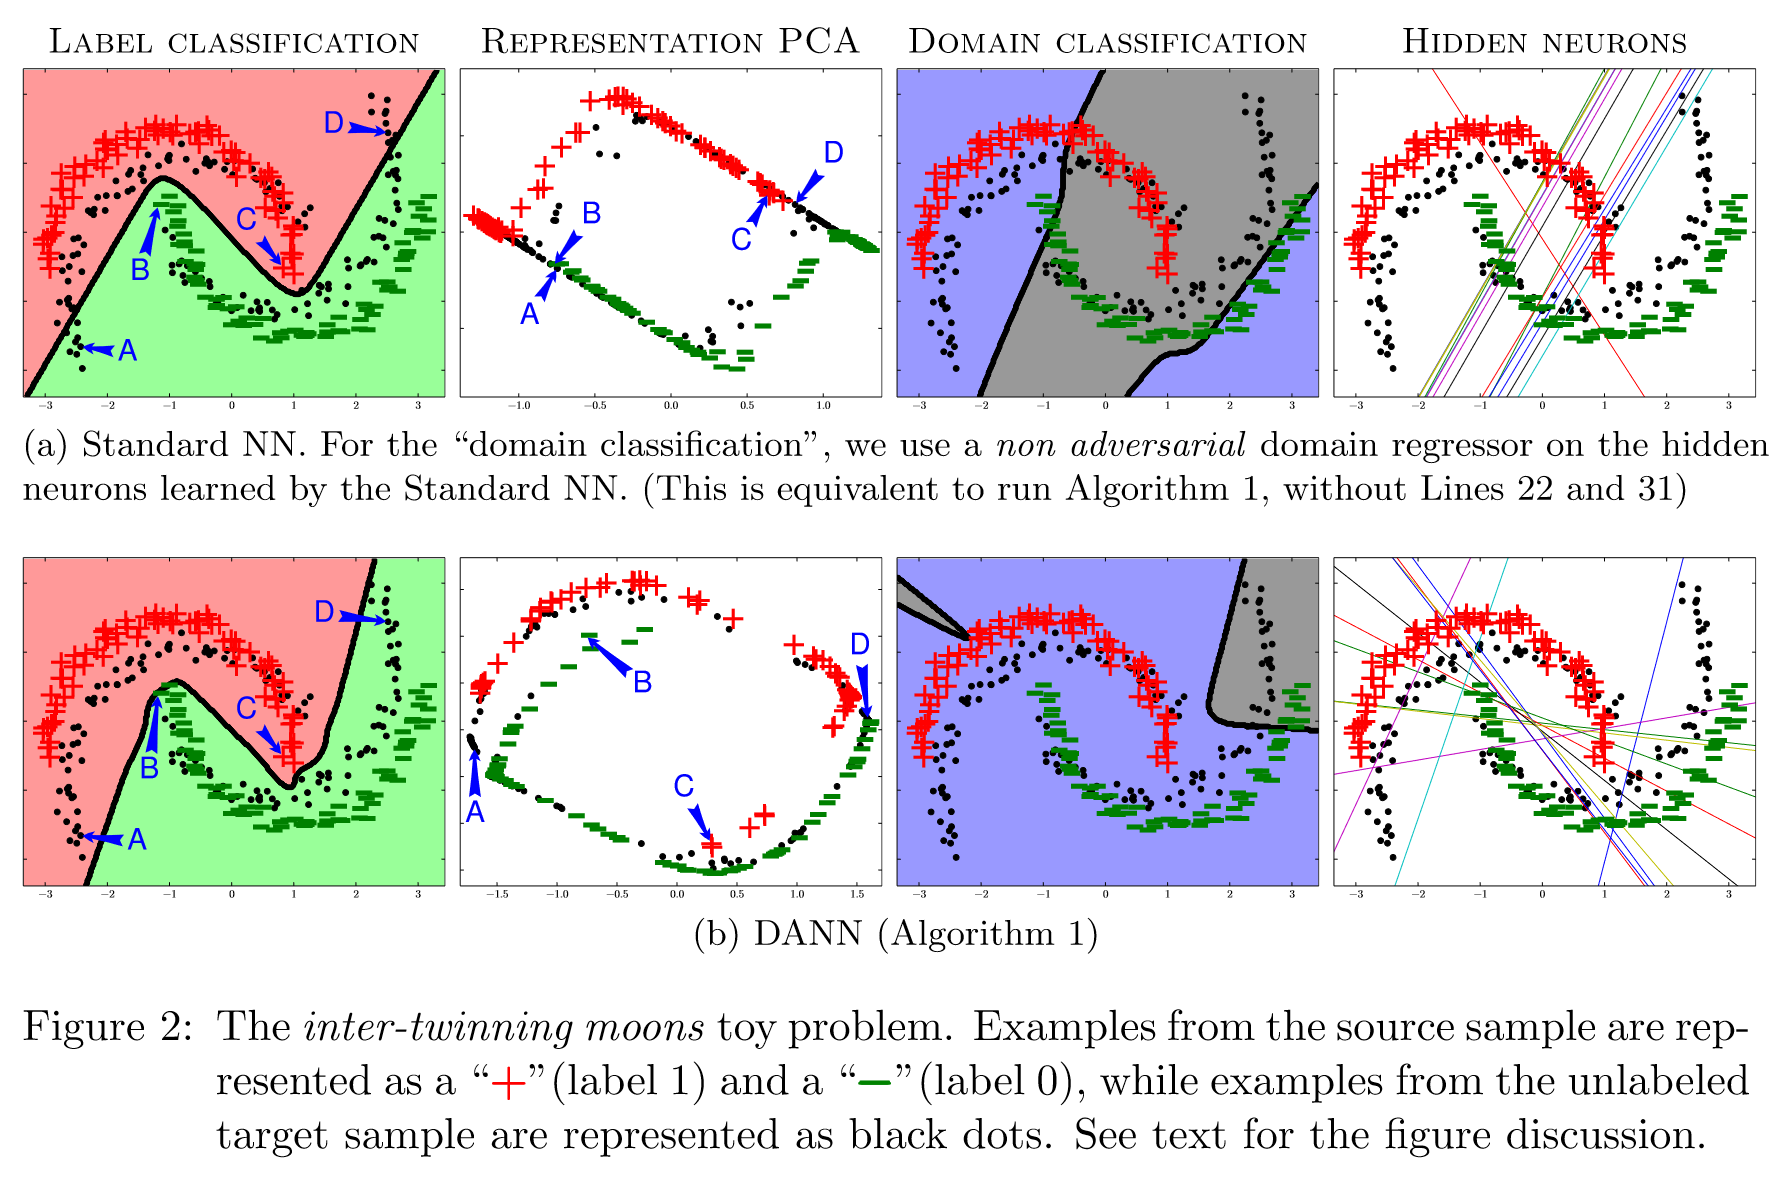 LABEL CLASSIFICATION REPRESENTATION PCA DOMAIN CLASSIFICATION HIDDEN NEURONS
D
C
B
A
−3 −2 −1 0 1 2 3
D
B
C
A
−1.0 −0.5 0.0 0.5 1.0
−3 −2 −1 0 1 2 3
−3 −2 −1 0 1 2 3
(a) Standard NN. For the “domain classification”, we use a non adversarial domain regressor on the hidden
neurons learned by the Standard NN. (This is equivalent to run Algorithm 1, without Lines 22 and 31)
D
C
B
A
−3 −2 −1 0 1 2 3
D
B
C
A
−1.5 −1.0 −0.5 0.0 0.5 1.0 1.5
−3 −2 −1 0 1 2 3
−3 −2 −1 0 1 2 3
(b) DANN (Algorithm 1)
Figure 2: The inter-twinning moons toy problem. Examples from the source sample are rep-
resented as a “+”(label 1) and a “−”(label 0), while examples from the unlabeled
target sample are represented as black dots. See text for the figure discussion.